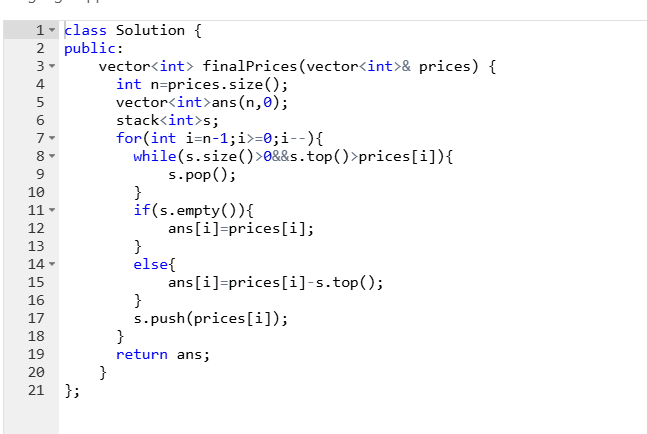 1 class Solution {
2 public:
3     vector<int> finalPrices(vector<int>& prices) {
4       int n=prices.size();
5       vector<int>ans(n,0);
6       stack<int>s;
7       for(int i=n-1;i>=0;i--){
8         while(s.size()>0&&s.top()>prices[i]){
9             s.pop();
10         }
11         if(s.empty()){
12             ans[i]=prices[i];
13         }
14         else{
15             ans[i]=prices[i]-s.top();
16         }
17         s.push(prices[i]);
18       }
19       return ans;
20     }
21 };